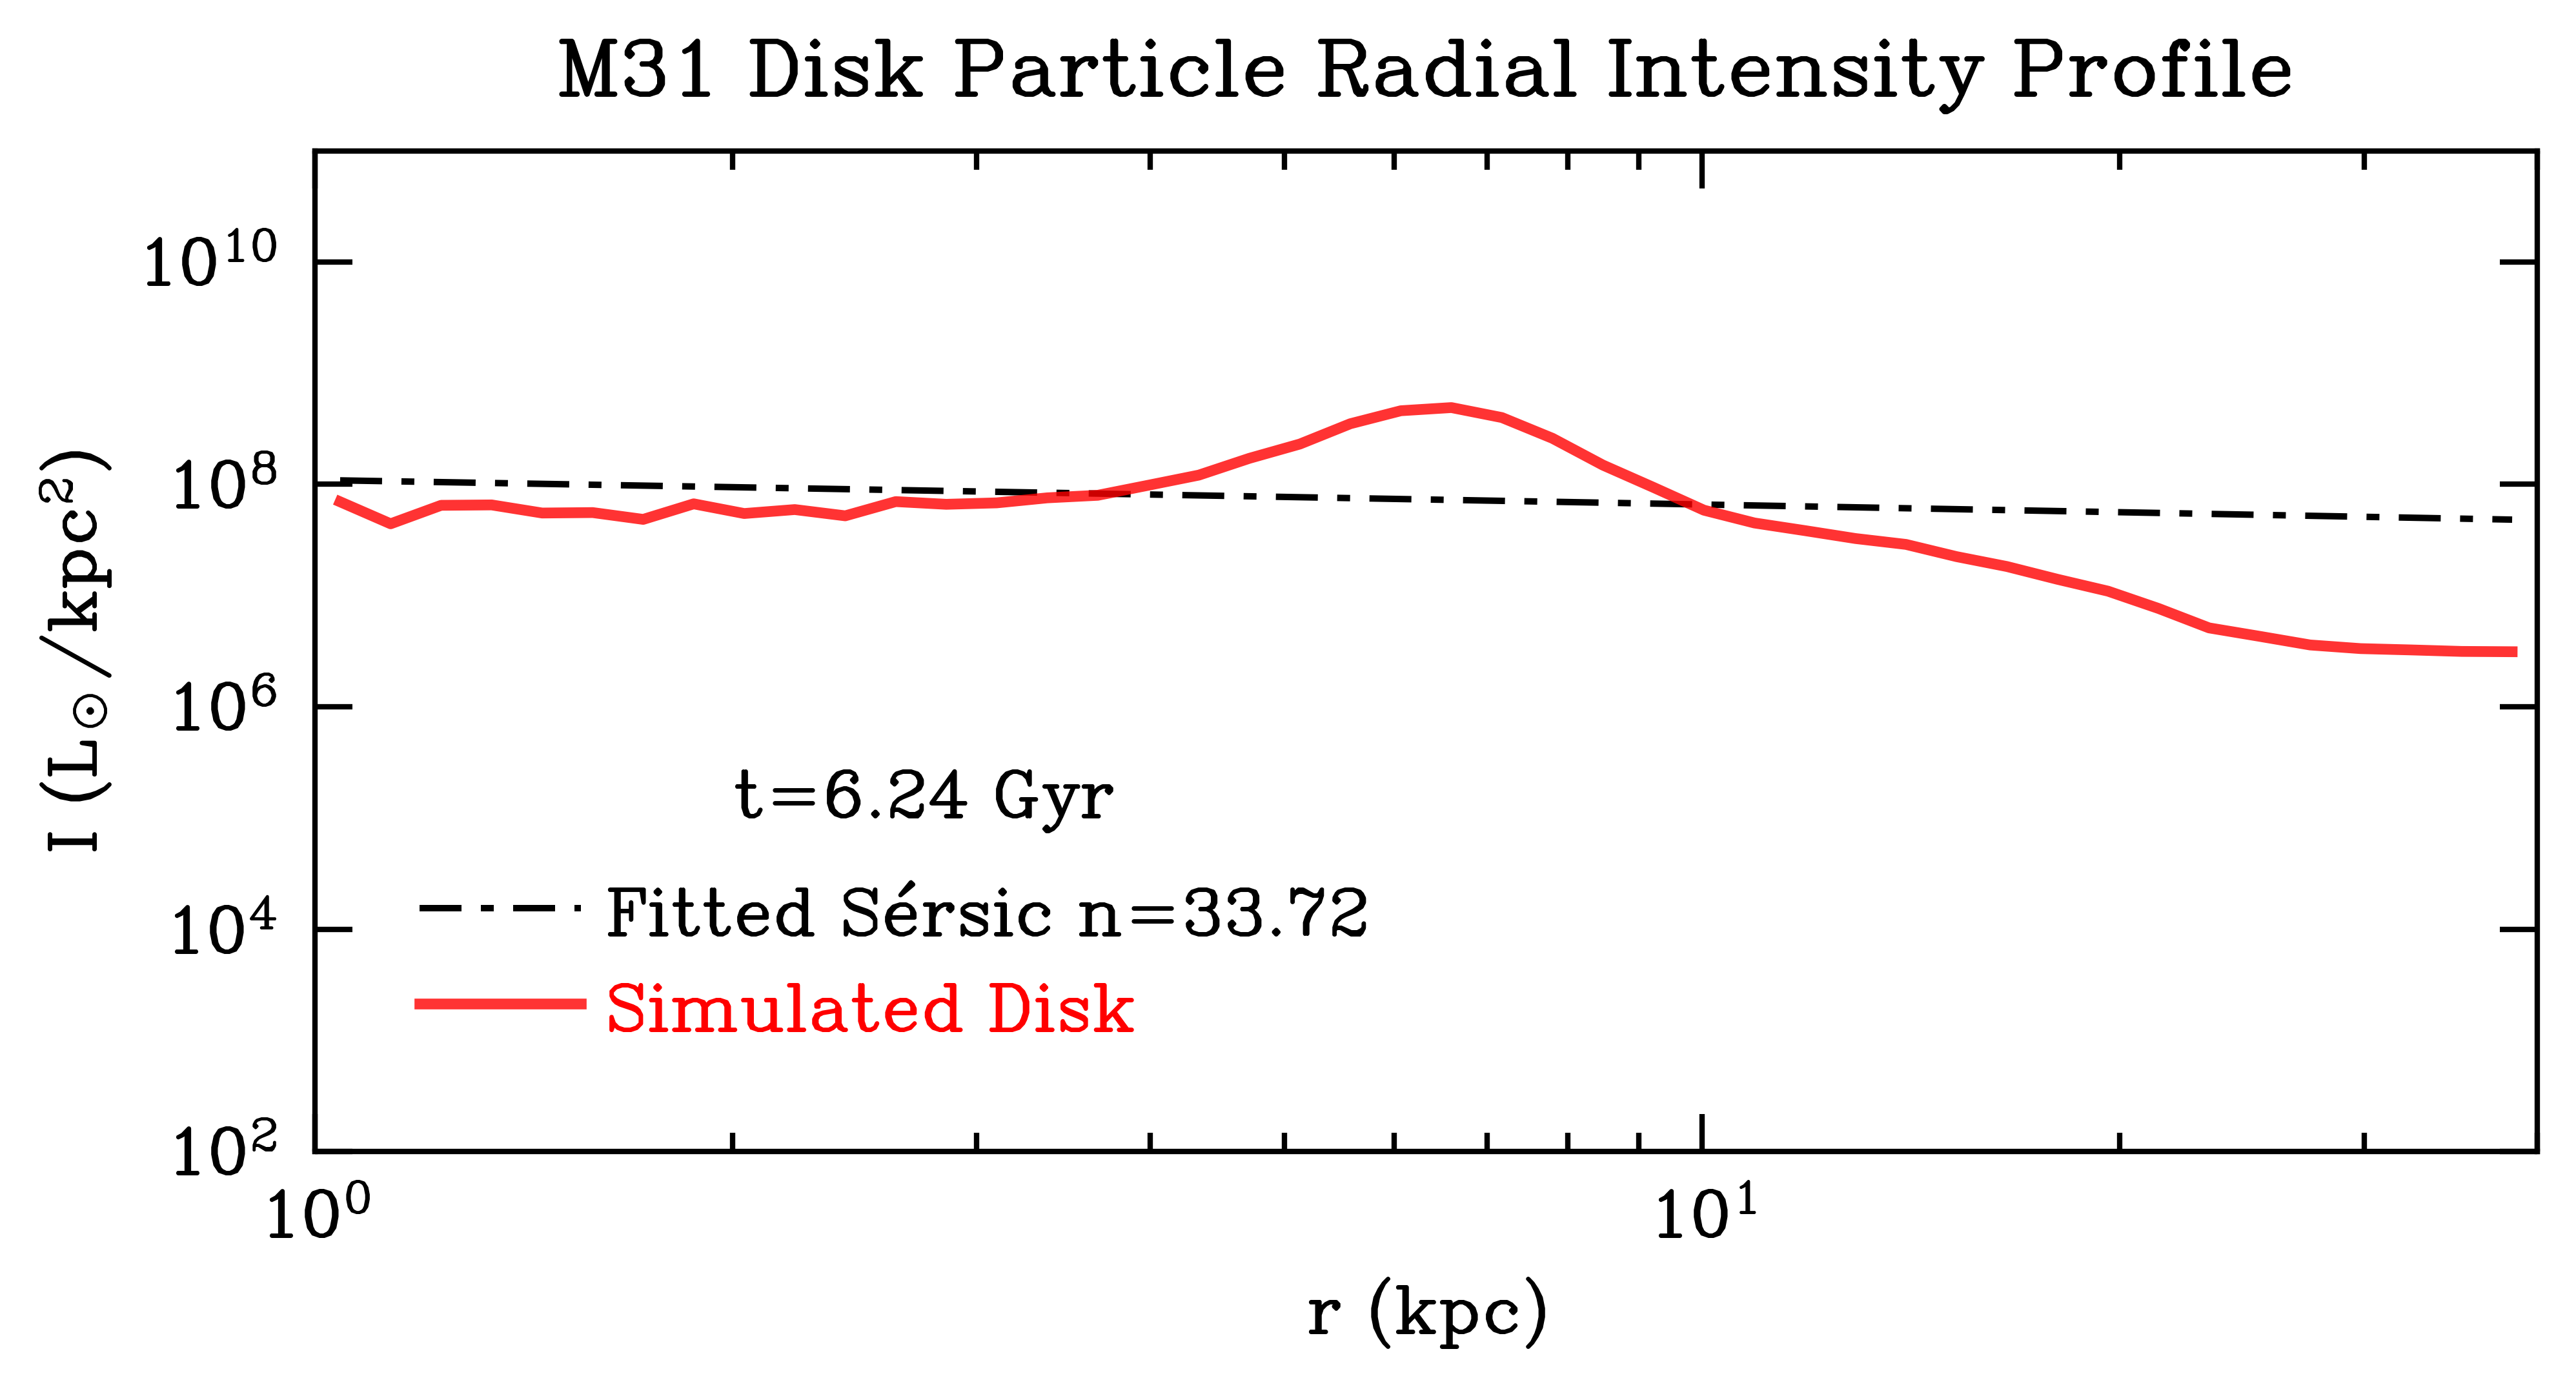 M31 Disk Particle Radial Intensity Profile
I (L⊙/kpc²)
10¹⁰
10⁸
10⁶
10⁴
10²
t=6.24 Gyr
Fitted Sérsic n=33.72
Simulated Disk
10⁰
10¹
r (kpc)